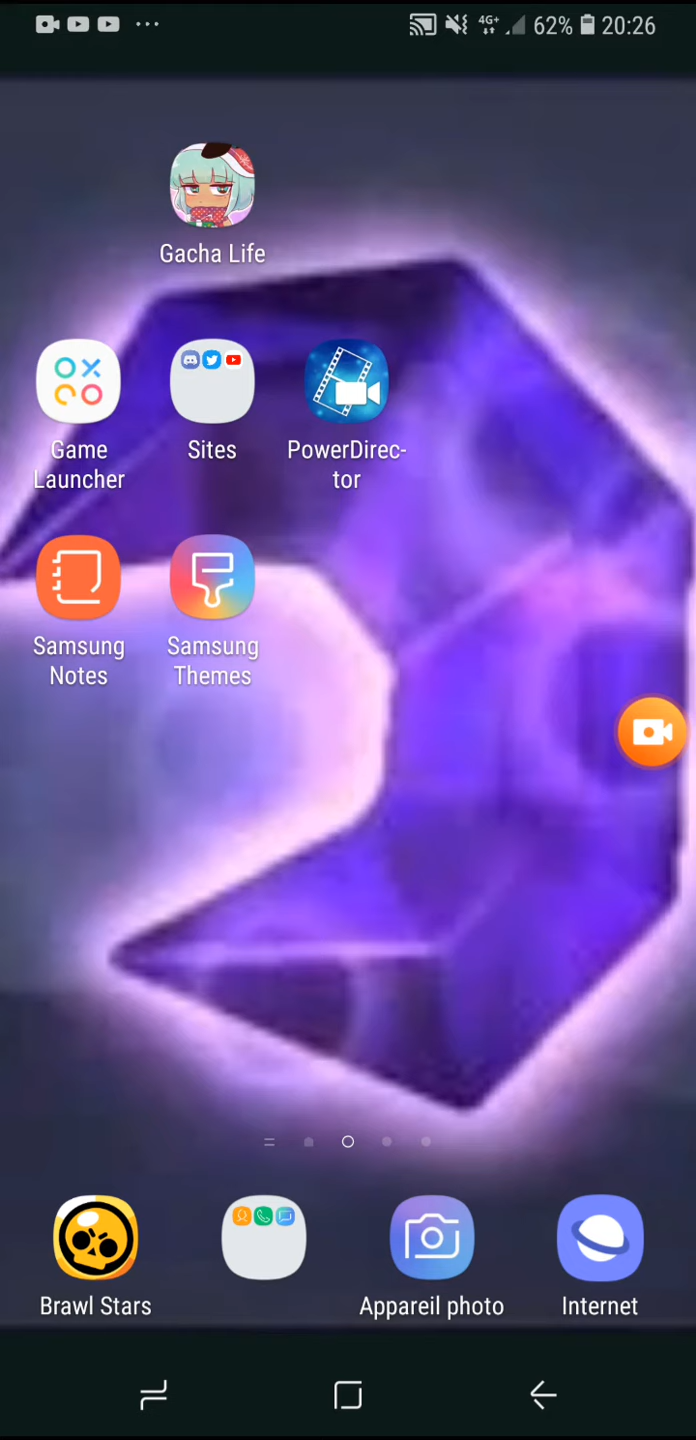 4G+ 62% 20:26
Gacha Life
Game
Launcher
Sites
PowerDirec-
tor
Samsung
Notes
Samsung
Themes
Brawl Stars
Appareil photo
Internet